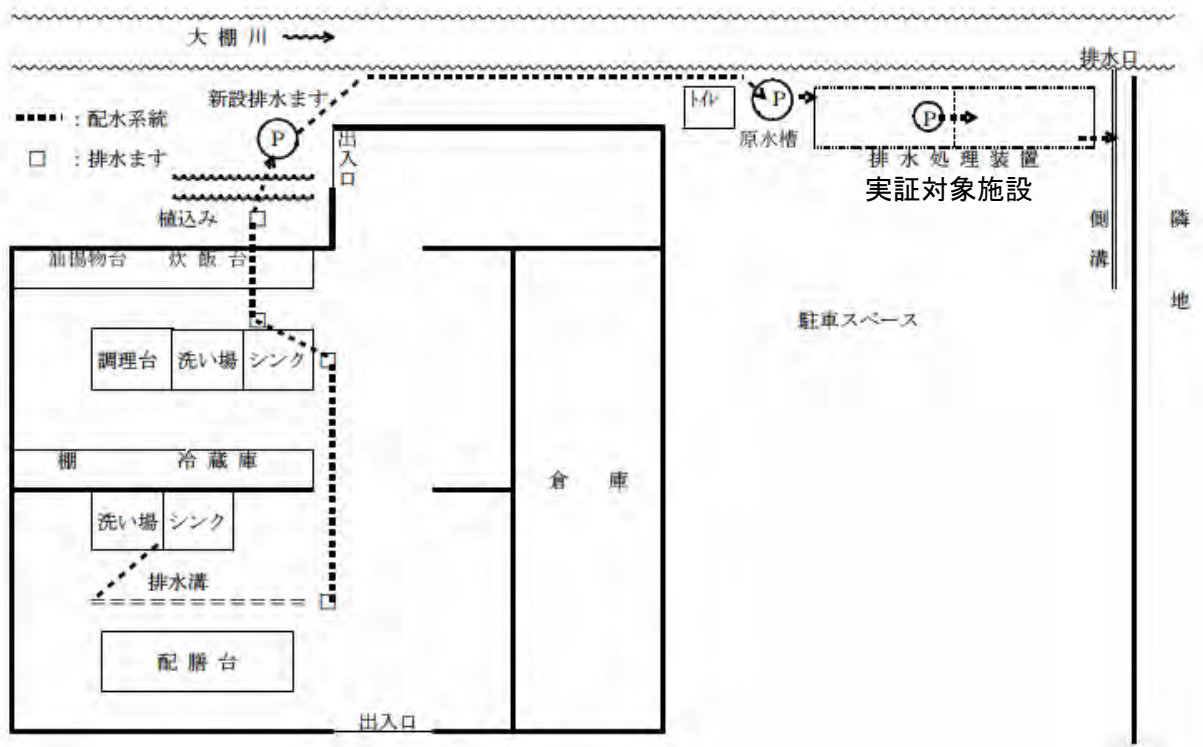 大棚川
排水口
新設排水ます
：配水系統
P
トイレ
P
P
出入口
原水槽
□ ：排水ます
排水処理装置
実証対象施設
植込み
側溝
隣地
油揚物台 炊飯台
駐車スペース
調理台
洗い場
シンク
棚 冷蔵庫
倉庫
洗い場
シンク
排水溝
配膳台
出入口